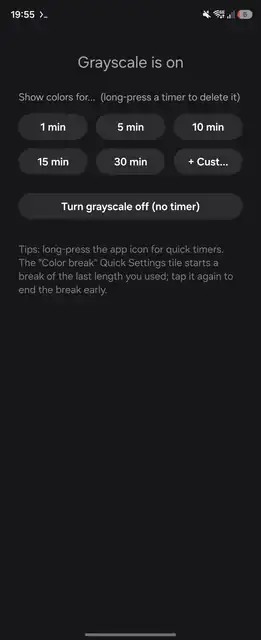 19:55 >_
Grayscale is on
Show colors for... (long-press a timer to delete it)
1 min
5 min
10 min
15 min
30 min
+ Cust...
Turn grayscale off (no timer)
Tips: long-press the app icon for quick timers.
The "Color break" Quick Settings tile starts a
break of the last length you used; tap it again to
end the break early.